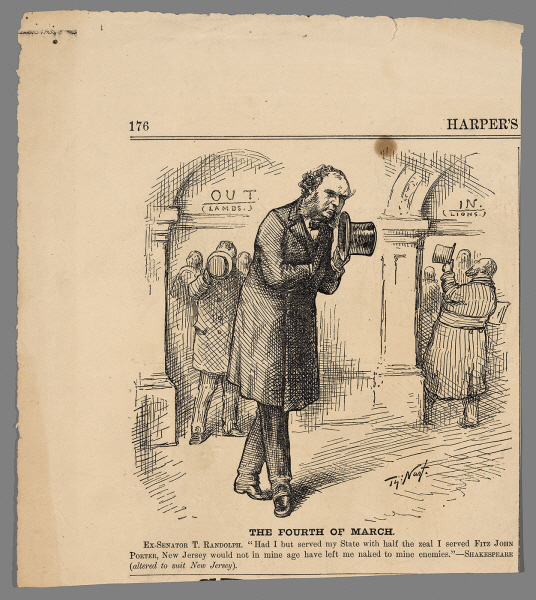 176
HARPER'S
OUT
(LAMBS.)
IN.
(LIONS.)
Th: Nast.
THE FOURTH OF MARCH.
Ex-Senator T. Randolph. "Had I but served my State with half the zeal I served Fitz John
Porter, New Jersey would not in mine age have left me naked to mine enemies."—Shakespeare
(altered to suit New Jersey).